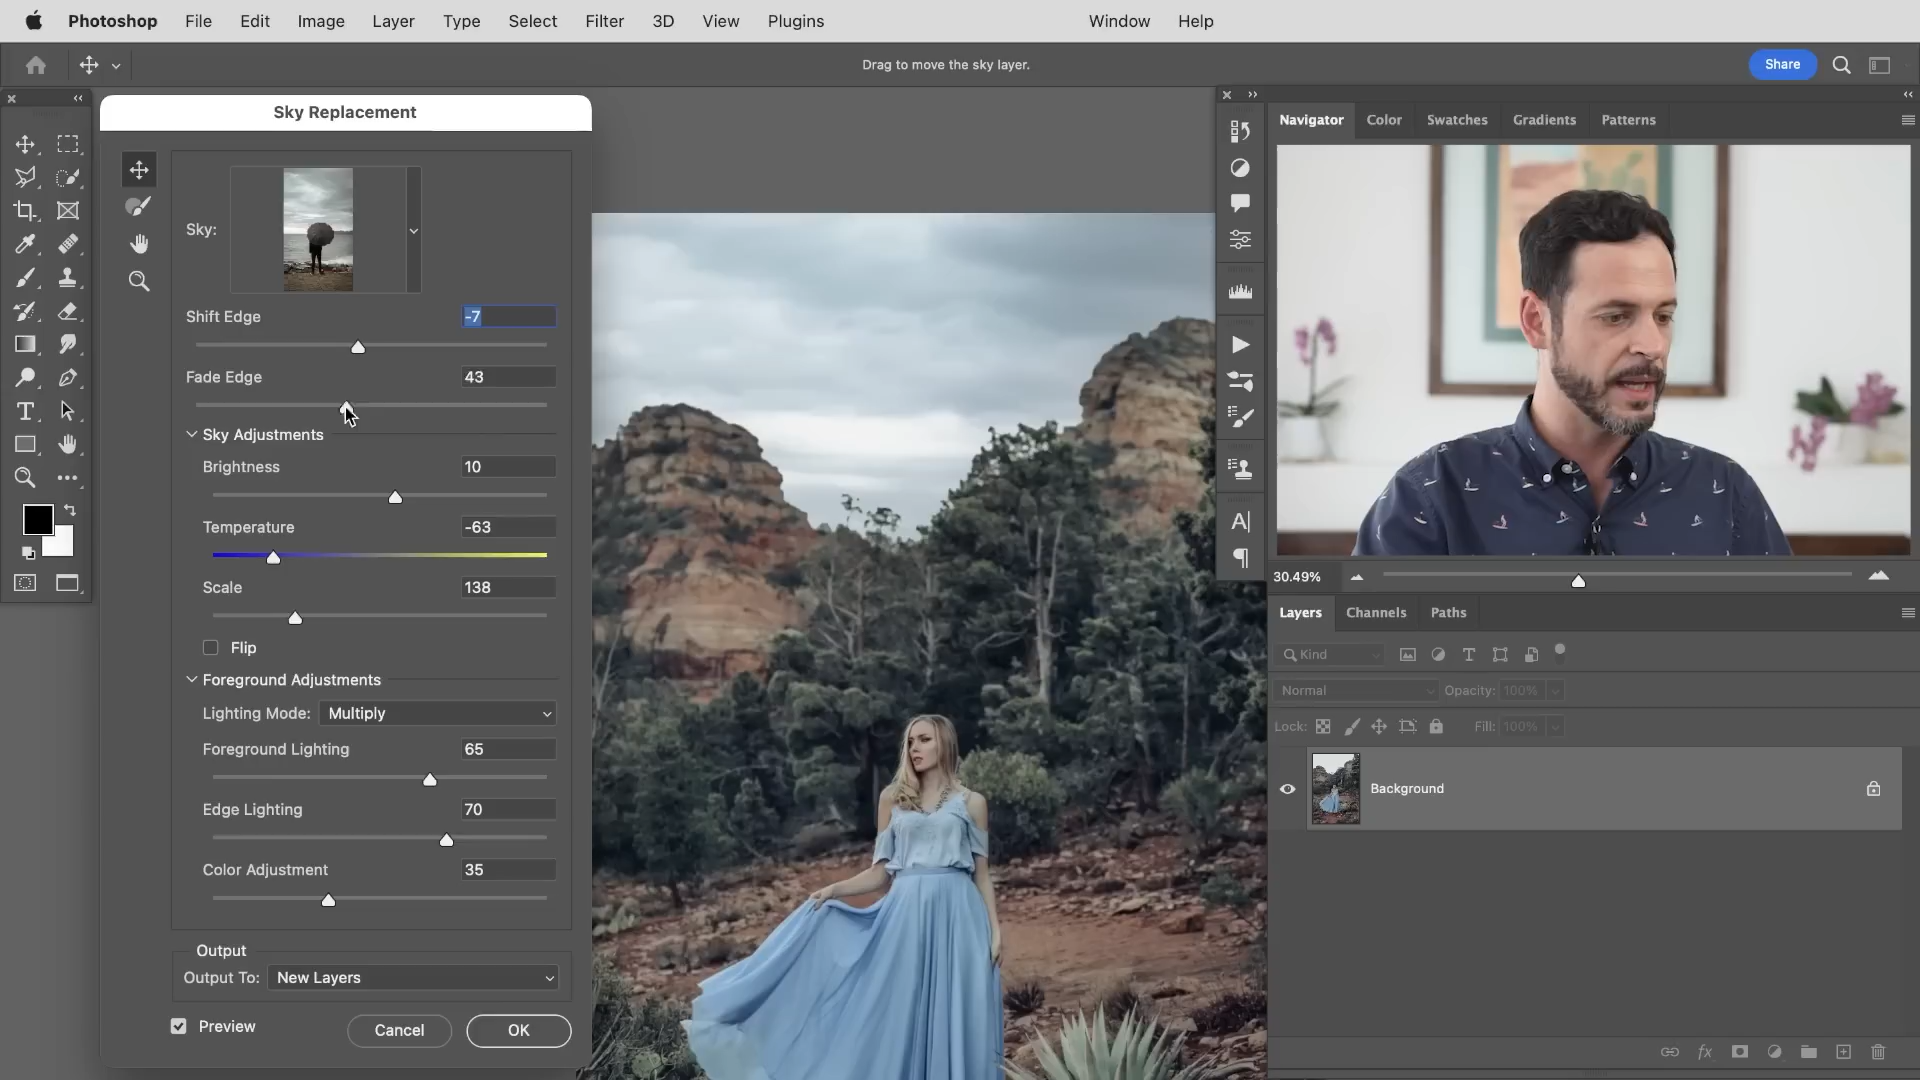 Photoshop File Edit Image Layer Type Select Filter 3D View Plugins Window Help
Drag to move the sky layer.
Share
Sky Replacement
Sky:
Shift Edge -7
Fade Edge 43
Sky Adjustments
Brightness 10
Temperature -63
Scale 138
Flip
Foreground Adjustments
Lighting Mode: Multiply
Foreground Lighting 65
Edge Lighting 70
Color Adjustment 35
Output
Output To: New Layers
Preview Cancel OK
Navigator Color Swatches Gradients Patterns
30.49%
Layers Channels Paths
Kind
Normal Opacity: 100%
Lock: Fill: 100%
Background